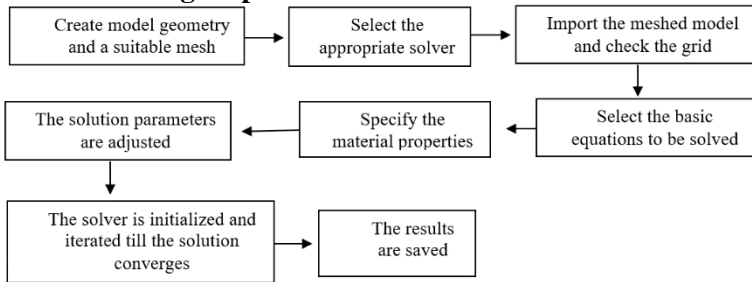 Create model geometry
and a suitable mesh
Select the
appropriate solver
Import the meshed model
and check the grid
Select the basic
equations to be solved
Specify the
material properties
The solution parameters
are adjusted
The solver is initialized and
iterated till the solution
converges
The results
are saved